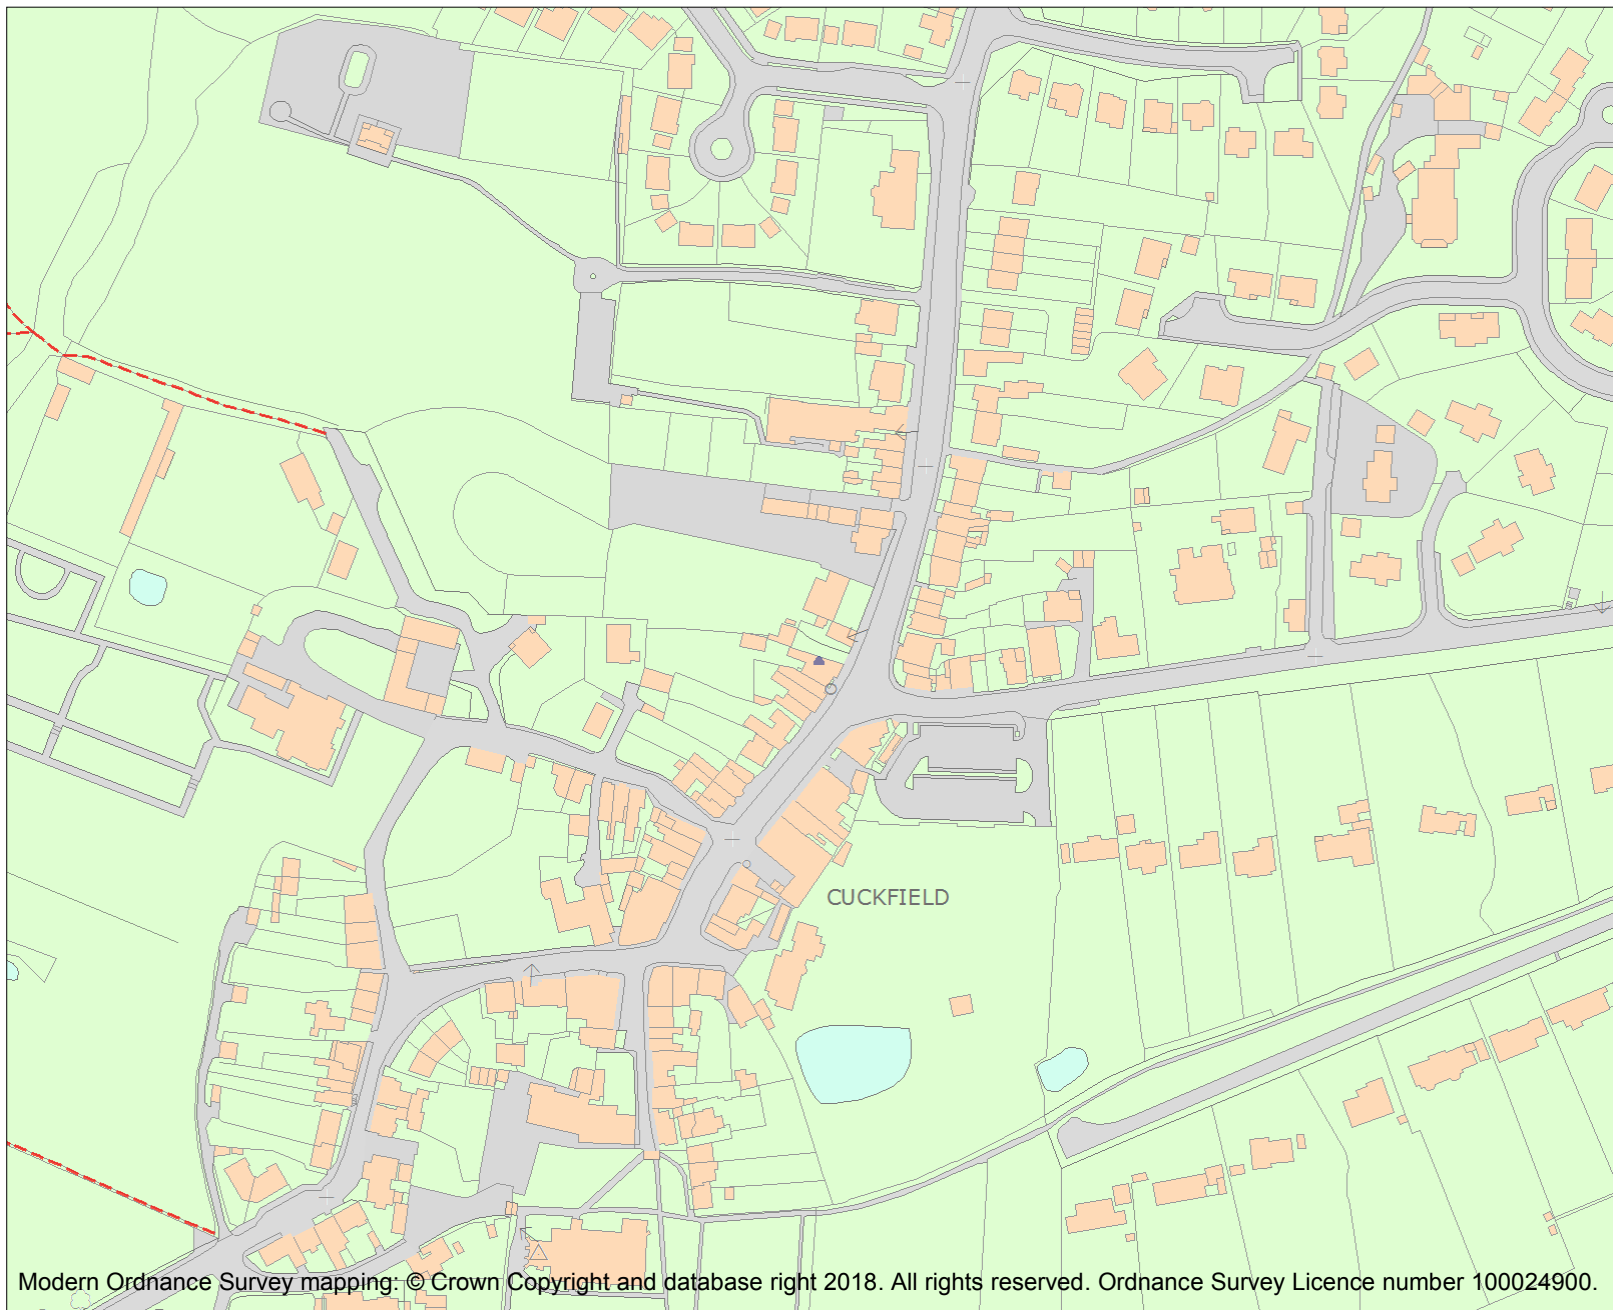 CUCKFIELD
Modern Ordnance Survey mapping: © Crown Copyright and database right 2018. All rights reserved. Ordnance Survey Licence number 100024900.